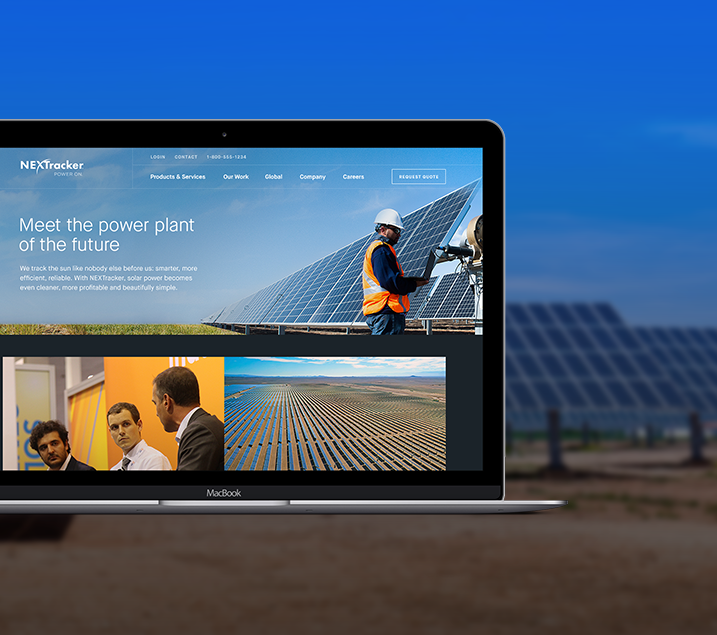 LOGIN CONTACT 1-800-555-1234
NEXTracker
POWER ON
Products & Services Our Work Global Company Careers REQUEST QUOTE
Meet the power plant
of the future
We track the sun like nobody else before us: smarter, more
efficient, reliable. With NEXTracker, solar power becomes
even cleaner, more profitable and beautifully simple.
MacBook